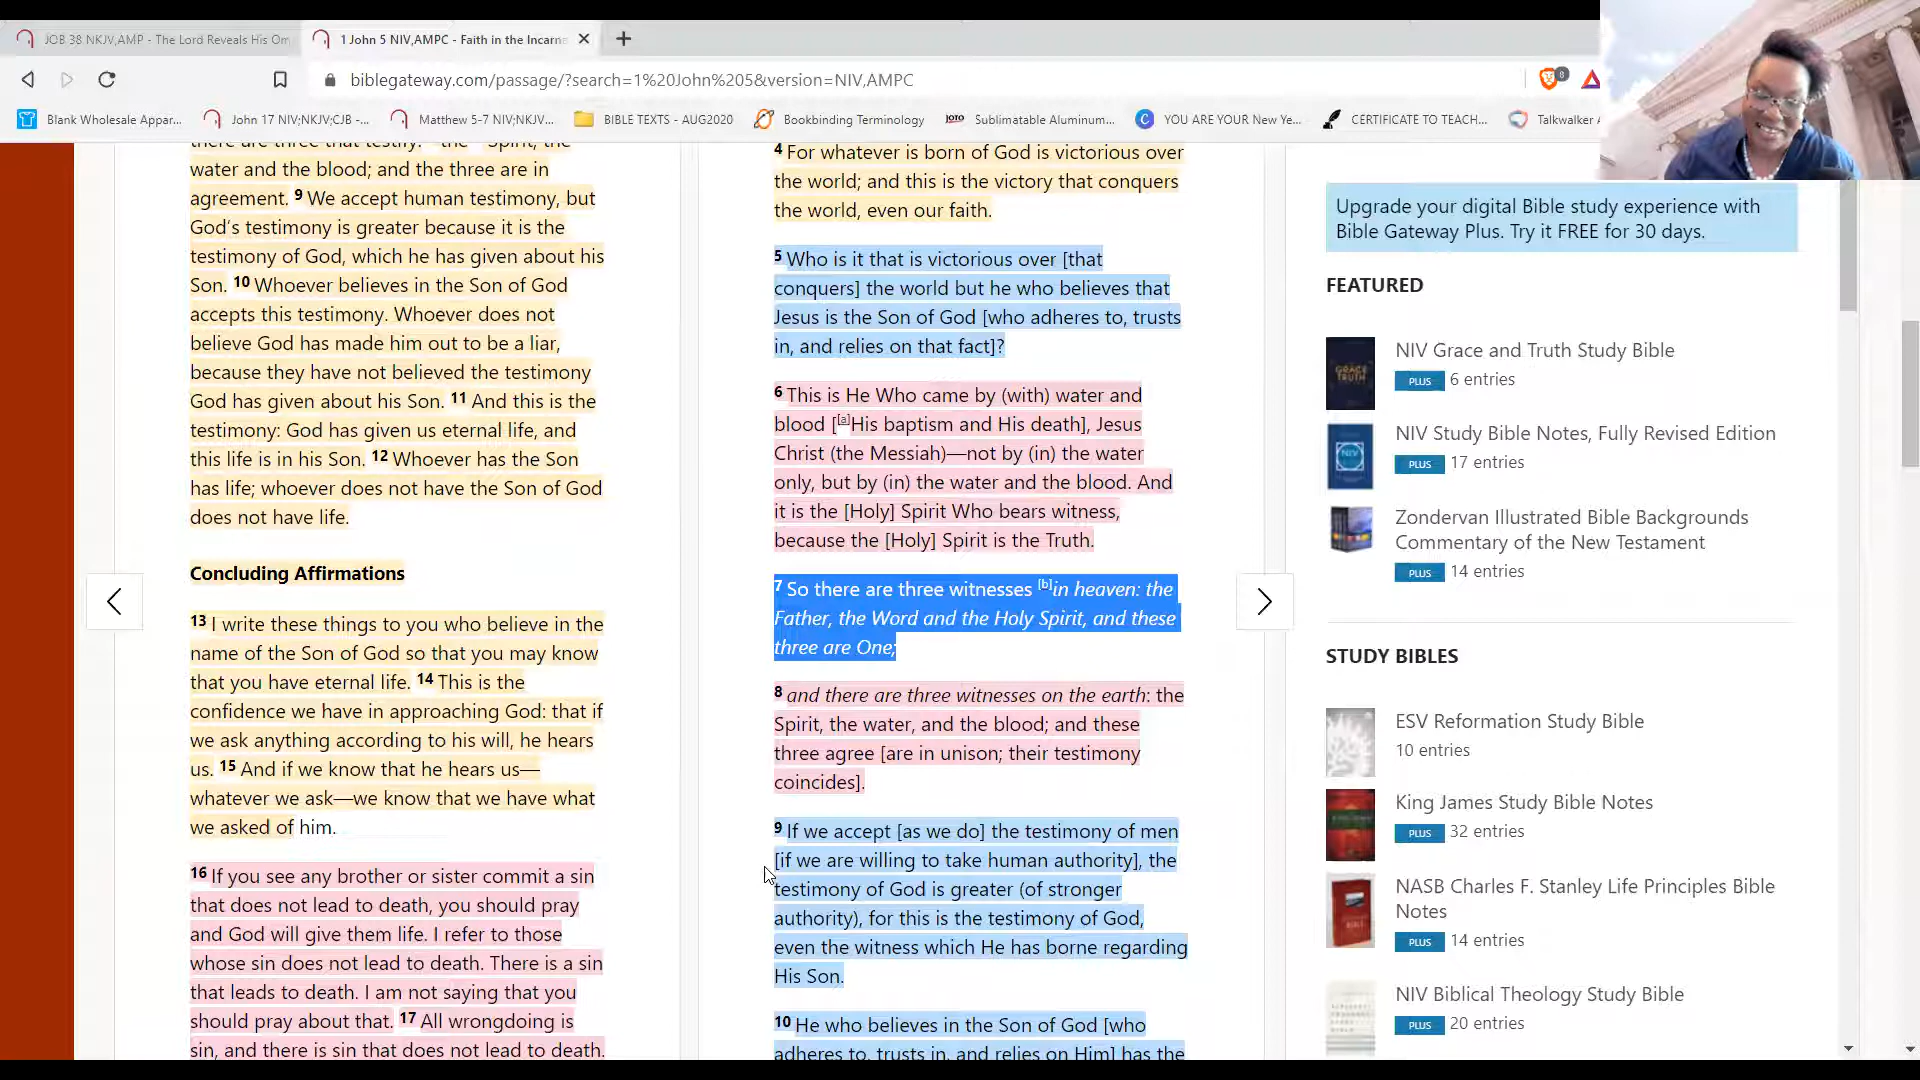 JOB 38 NKJV,AMP - The Lord Reveals His Om
1 John 5 NIV,AMPC - Faith in the Incarn
biblegateway.com/passage/?search=1%20John%205&version=NIV,AMPC
8
Blank Wholesale Appar...
John 17 NIV;NKJV;CJB -...
Matthew 5-7 NIV;NKJV...
BIBLE TEXTS - AUG2020
Bookbinding Terminology
JOTO
Sublimatable Aluminum...
C
YOU ARE YOUR New Ye...
CERTIFICATE TO TEACH...
Talkwalker A
there are three that testify: the Spirit, the
water and the blood; and the three are in
agreement. 9 We accept human testimony, but
God's testimony is greater because it is the
testimony of God, which he has given about his
Son. 10 Whoever believes in the Son of God
accepts this testimony. Whoever does not
believe God has made him out to be a liar,
because they have not believed the testimony
God has given about his Son. 11 And this is the
testimony: God has given us eternal life, and
this life is in his Son. 12 Whoever has the Son
has life; whoever does not have the Son of God
does not have life.
Concluding Affirmations
13 I write these things to you who believe in the
name of the Son of God so that you may know
that you have eternal life. 14 This is the
confidence we have in approaching God: that if
we ask anything according to his will, he hears
us. 15 And if we know that he hears us—
whatever we ask—we know that we have what
we asked of him.
16 If you see any brother or sister commit a sin
that does not lead to death, you should pray
and God will give them life. I refer to those
whose sin does not lead to death. There is a sin
that leads to death. I am not saying that you
should pray about that. 17 All wrongdoing is
sin, and there is sin that does not lead to death.
4 For whatever is born of God is victorious over
the world; and this is the victory that conquers
the world, even our faith.
5 Who is it that is victorious over [that
conquers] the world but he who believes that
Jesus is the Son of God [who adheres to, trusts
in, and relies on that fact]?
6 This is He Who came by (with) water and
blood [[a]His baptism and His death], Jesus
Christ (the Messiah)—not by (in) the water
only, but by (in) the water and the blood. And
it is the [Holy] Spirit Who bears witness,
because the [Holy] Spirit is the Truth.
7 So there are three witnesses [b]in heaven: the
Father, the Word and the Holy Spirit, and these
three are One;
8 and there are three witnesses on the earth: the
Spirit, the water, and the blood; and these
three agree [are in unison; their testimony
coincides].
9 If we accept [as we do] the testimony of men
[if we are willing to take human authority], the
testimony of God is greater (of stronger
authority), for this is the testimony of God,
even the witness which He has borne regarding
His Son.
10 He who believes in the Son of God [who
adheres to, trusts in, and relies on Him] has the
Upgrade your digital Bible study experience with
Bible Gateway Plus. Try it FREE for 30 days.
FEATURED
NIV Grace and Truth Study Bible
PLUS 6 entries
NIV Study Bible Notes, Fully Revised Edition
PLUS 17 entries
Zondervan Illustrated Bible Backgrounds
Commentary of the New Testament
PLUS 14 entries
STUDY BIBLES
ESV Reformation Study Bible
10 entries
King James Study Bible Notes
PLUS 32 entries
NASB Charles F. Stanley Life Principles Bible
Notes
PLUS 14 entries
NIV Biblical Theology Study Bible
PLUS 20 entries